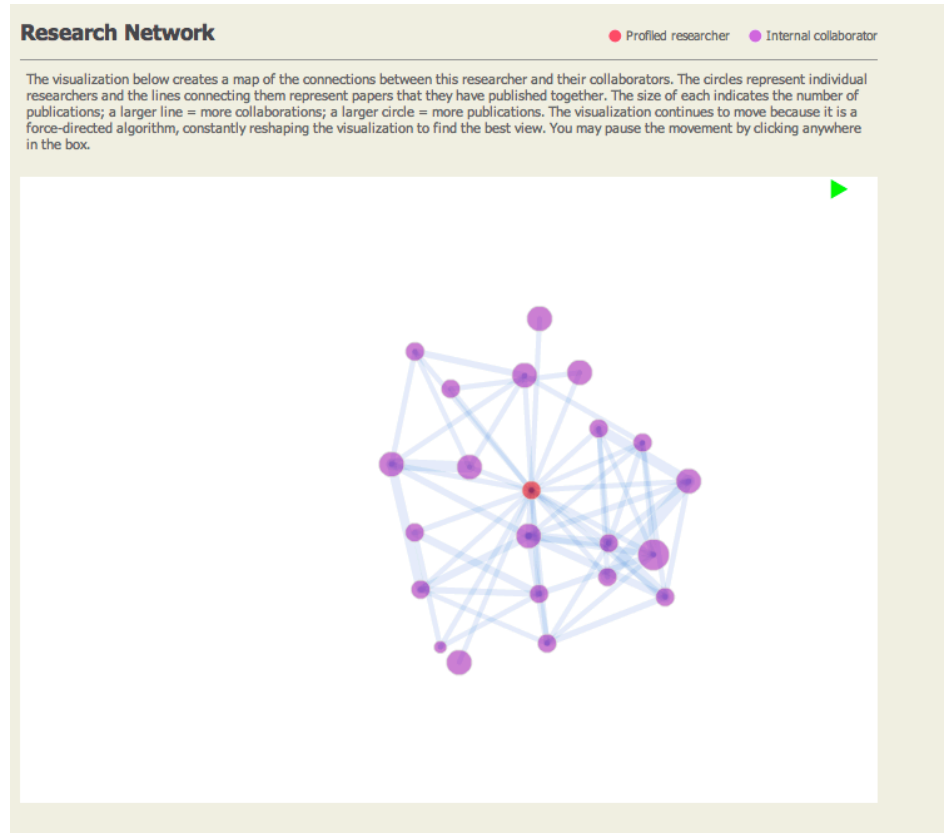 Research Network
Profiled researcher
Internal collaborator
The visualization below creates a map of the connections between this researcher and their collaborators. The circles represent individual
researchers and the lines connecting them represent papers that they have published together. The size of each indicates the number of
publications; a larger line = more collaborations; a larger circle = more publications. The visualization continues to move because it is a
force-directed algorithm, constantly reshaping the visualization to find the best view. You may pause the movement by clicking anywhere
in the box.